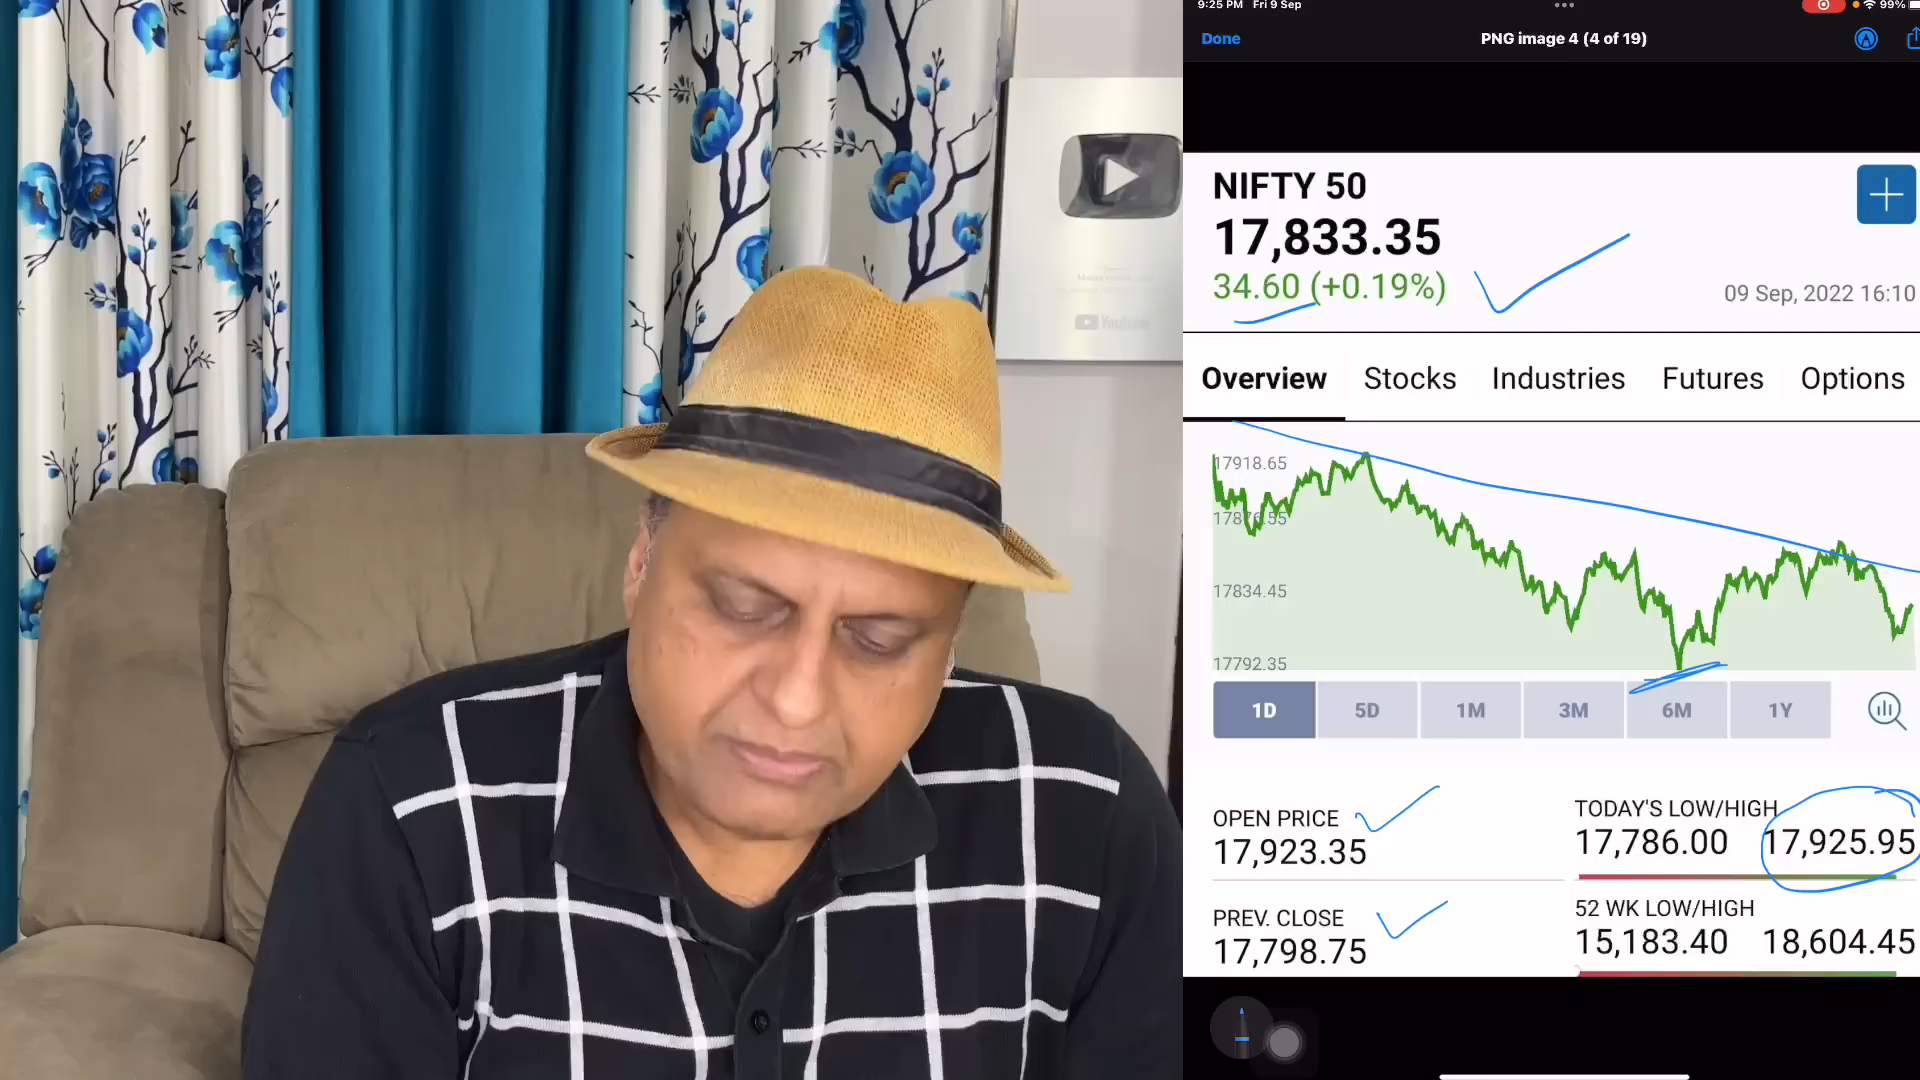 9:25 PM Fri 9 Sep
99%
Done
PNG image 4 (4 of 19)
NIFTY 50
17,833.35
34.60 (+0.19%)
09 Sep, 2022 16:10
Overview Stocks Industries Futures Options
17918.65
17876.55
17834.45
17792.35
1D 5D 1M 3M 6M 1Y
OPEN PRICE
17,923.35
TODAY'S LOW/HIGH
17,786.00 17,925.95
PREV. CLOSE
17,798.75
52 WK LOW/HIGH
15,183.40 18,604.45
YouTube